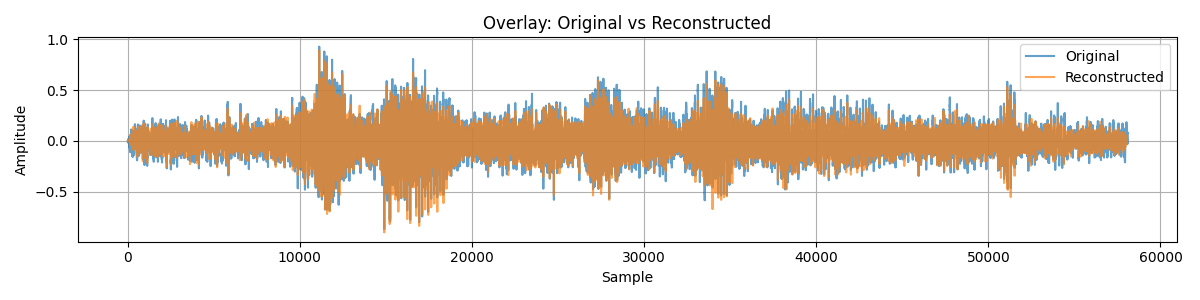 Overlay: Original vs Reconstructed
Original
Reconstructed
Amplitude
1.0
0.5
0.0
−0.5
0
10000
20000
30000
40000
50000
60000
Sample